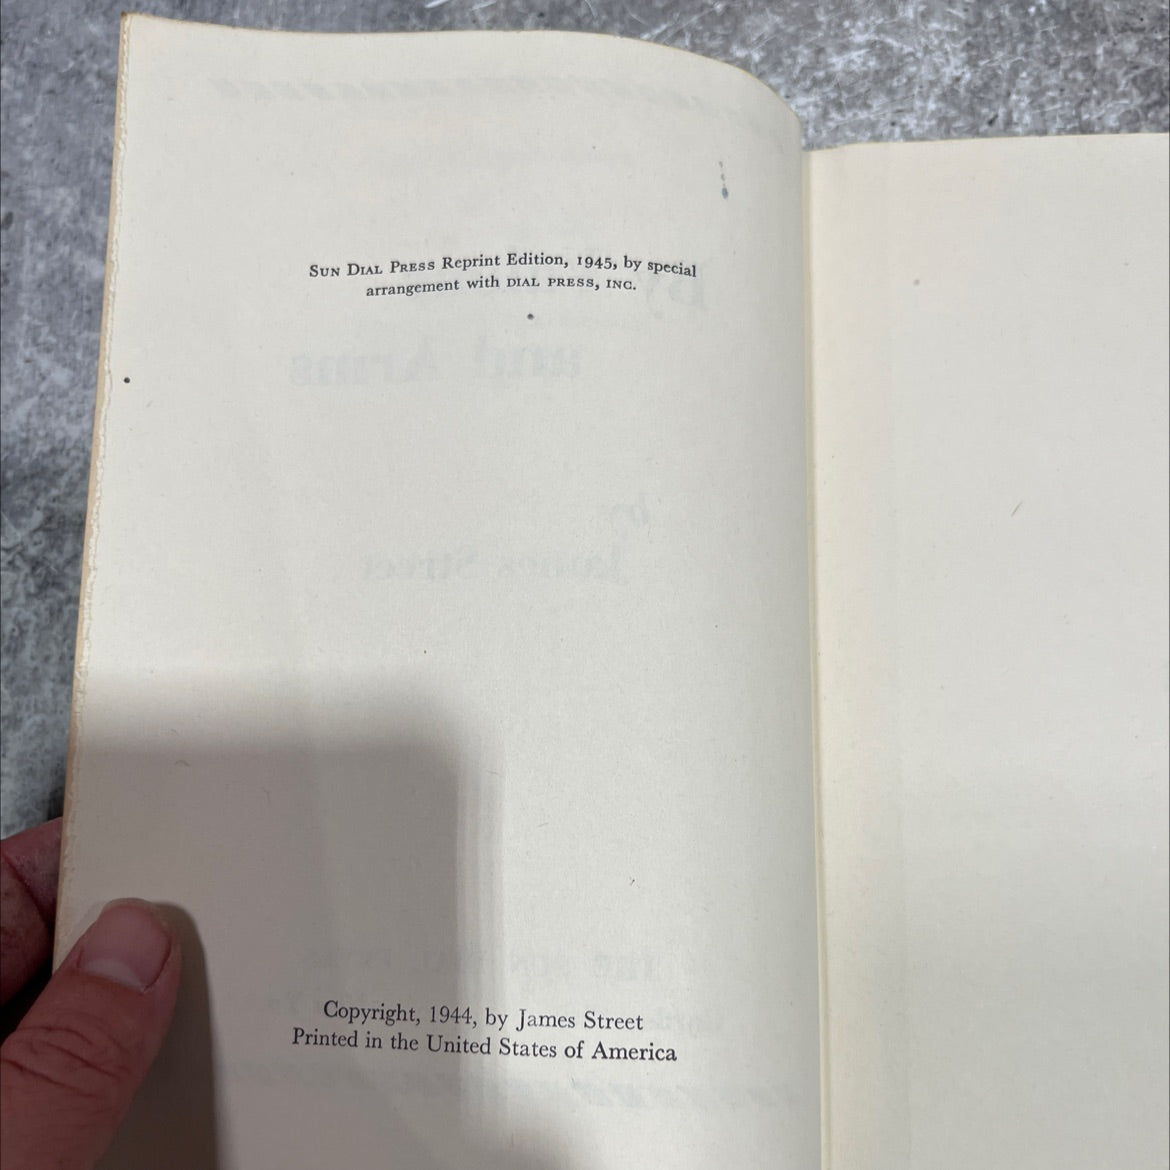 Sun Dial Press Reprint Edition, 1945, by special
arrangement with DIAL PRESS, INC.
Copyright, 1944, by James Street
Printed in the United States of America